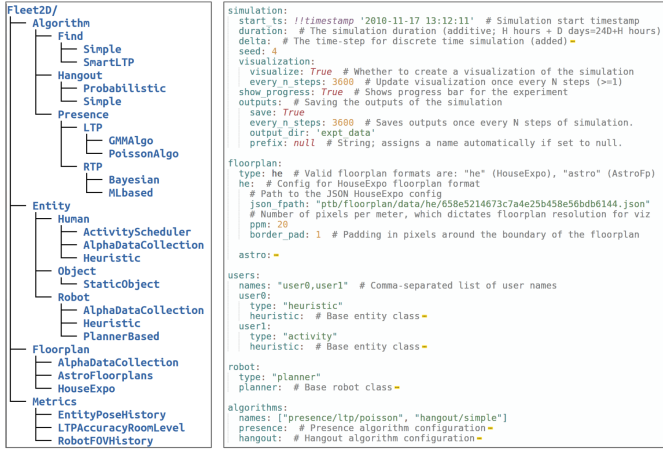 Fleet2D/
Algorithm
Find
Simple
SmartLTP
Hangout
Probabilistic
Simple
Presence
LTP
GMMAlgo
PoissonAlgo
RTP
Bayesian
MLbased
Entity
Human
ActivityScheduler
AlphaDataCollection
Heuristic
Object
StaticObject
Robot
AlphaDataCollection
Heuristic
PlannerBased
Floorplan
AlphaDataCollection
AstroFloorplans
HouseExpo
Metrics
EntityPoseHistory
LTPAccuracyRoomLevel
RobotFOVHistory
simulation:
start_ts: !!timestamp '2010-11-17 13:12:11' # Simulation start timestamp
duration: # The simulation duration (additive; H hours + D days=24D+H hours)
delta: # The time-step for discrete time simulation (added)
seed: 4
visualization:
visualize: True # Whether to create a visualization of the simulation
every_n_steps: 3600 # Update visualization once every N steps (>=1)
show_progress: True # Shows progress bar for the experiment
outputs: # Saving the outputs of the simulation
save: True
every_n_steps: 3600 # Saves outputs once every N steps of simulation.
output_dir: 'expt_data'
prefix: null # String; assigns a name automatically if set to null.
floorplan:
type: he # Valid floorplan formats are: "he" (HouseExpo), "astro" (AstroFp)
he: # Config for HouseExpo floorplan format
# Path to the JSON HouseExpo config
json_fpath: "ptb/floorplan/data/he/658e5214673c7a4e25b458e56bdb6144.json"
# Number of pixels per meter, which dictates floorplan resolution for viz
ppm: 20
border_pad: 1 # Padding in pixels around the boundary of the floorplan
astro:
users:
names: "user0,user1" # Comma-separated list of user names
user0:
type: "heuristic"
heuristic: # Base entity class
user1:
type: "activity"
heuristic: # Base entity class
robot:
type: "planner"
planner: # Base robot class
algorithms:
names: ["presence/ltp/poisson", "hangout/simple"]
presence: # Presence algorithm configuration
hangout: # Hangout algorithm configuration